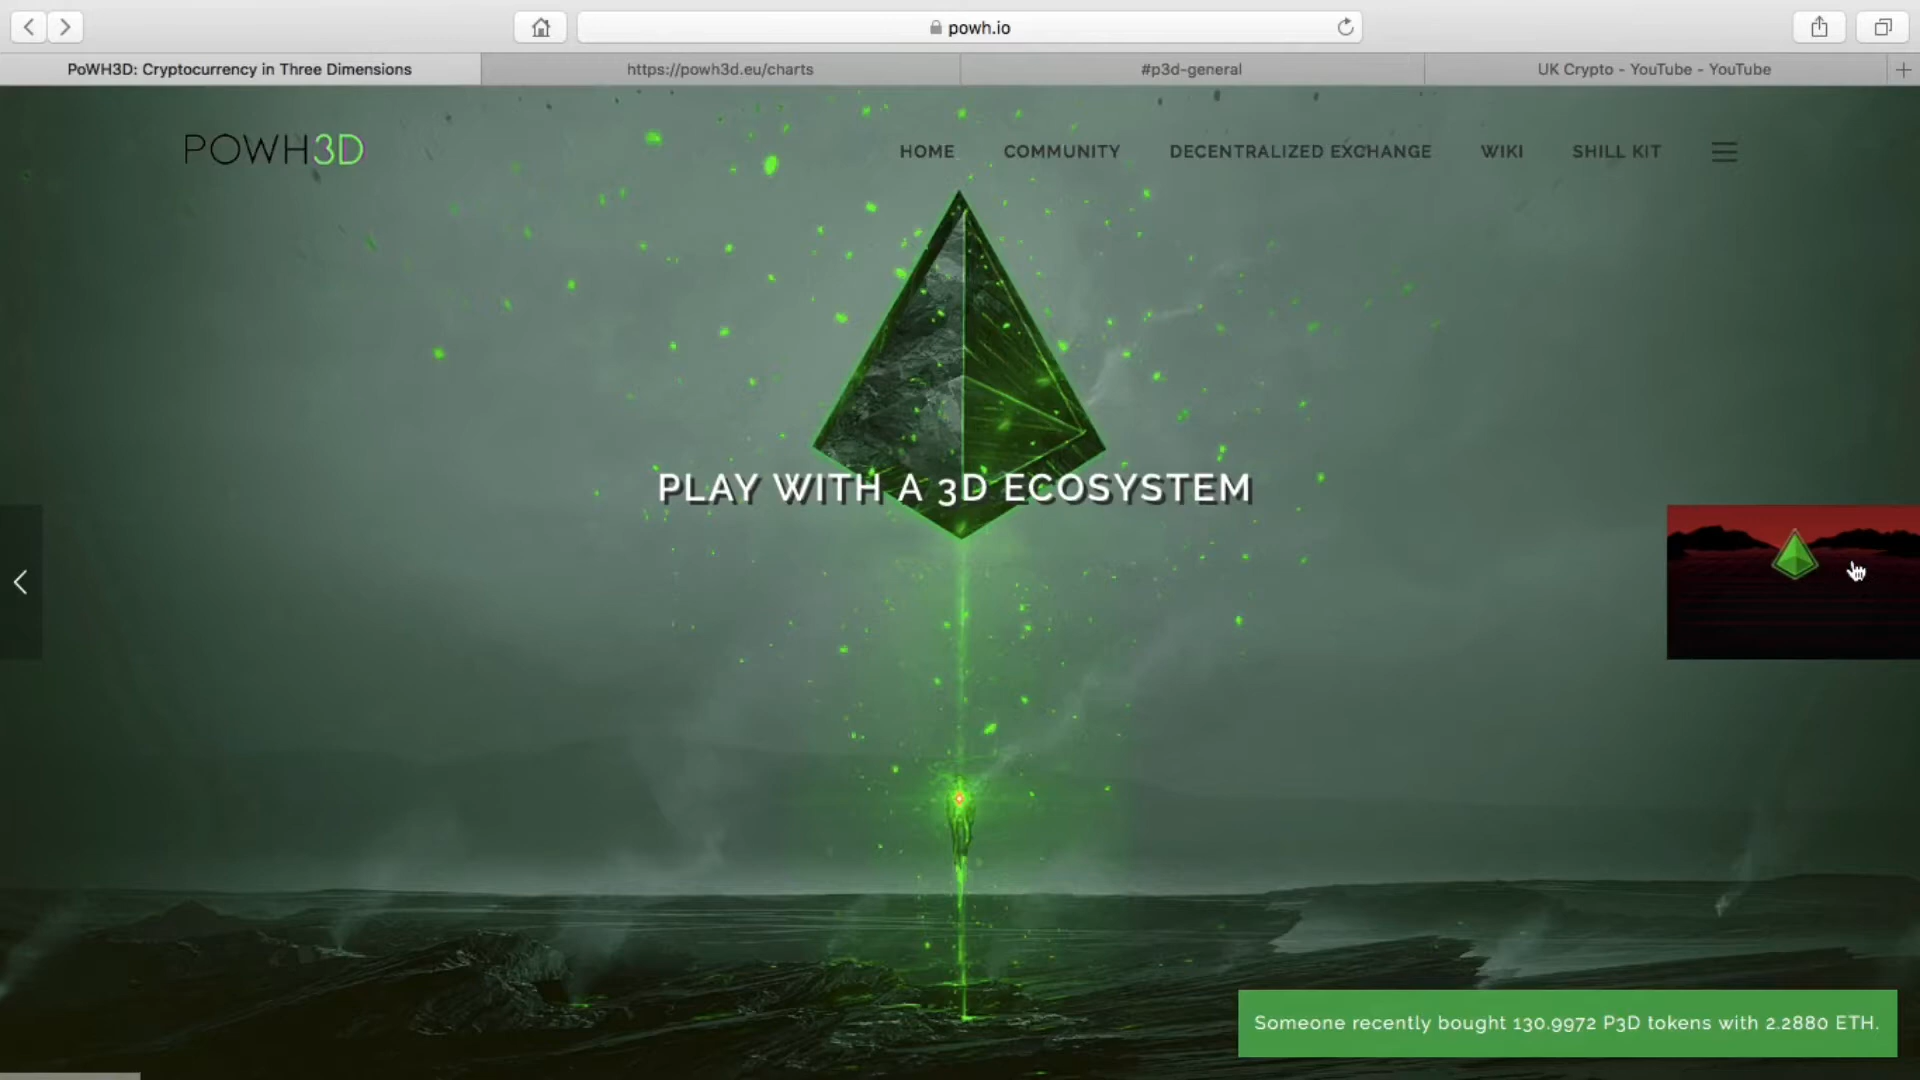 powh.io
PoWH3D: Cryptocurrency in Three Dimensions
https://powh3d.eu/charts
#p3d-general
UK Crypto - YouTube - YouTube
POWH3D
HOME
COMMUNITY
DECENTRALIZED EXCHANGE
WIKI
SHILL KIT
PLAY WITH A 3D ECOSYSTEM
Someone recently bought 130.9972 P3D tokens with 2.2880 ETH.